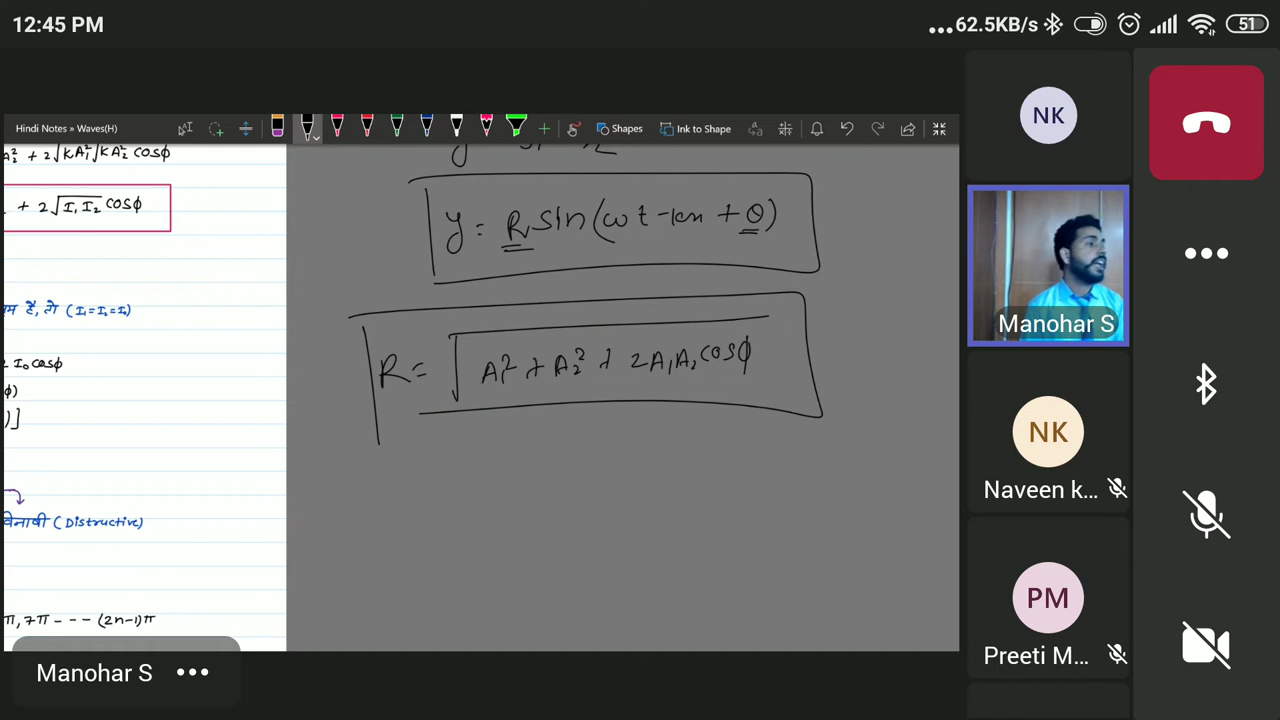 12:45 PM
...62.5KB/s
51
Hindi Notes » Waves(H)
Shapes
Ink to Shape
A₂² + 2√KA₁²√KA₂² cosϕ
+ 2√I₁I₂ cosϕ
हैं, तो (I₁=I₂=I₀)
2 I₀ cosϕ
ϕ)
)]
विनाशी (Distructive)
π, 7π - - - (2n-1)π
y = R sin(ωt-kx + θ)
R = √A₁² + A₂² + 2A₁A₂ cosϕ
NK
Manohar S
NK
Naveen k...
PM
Preeti M...
Manohar S